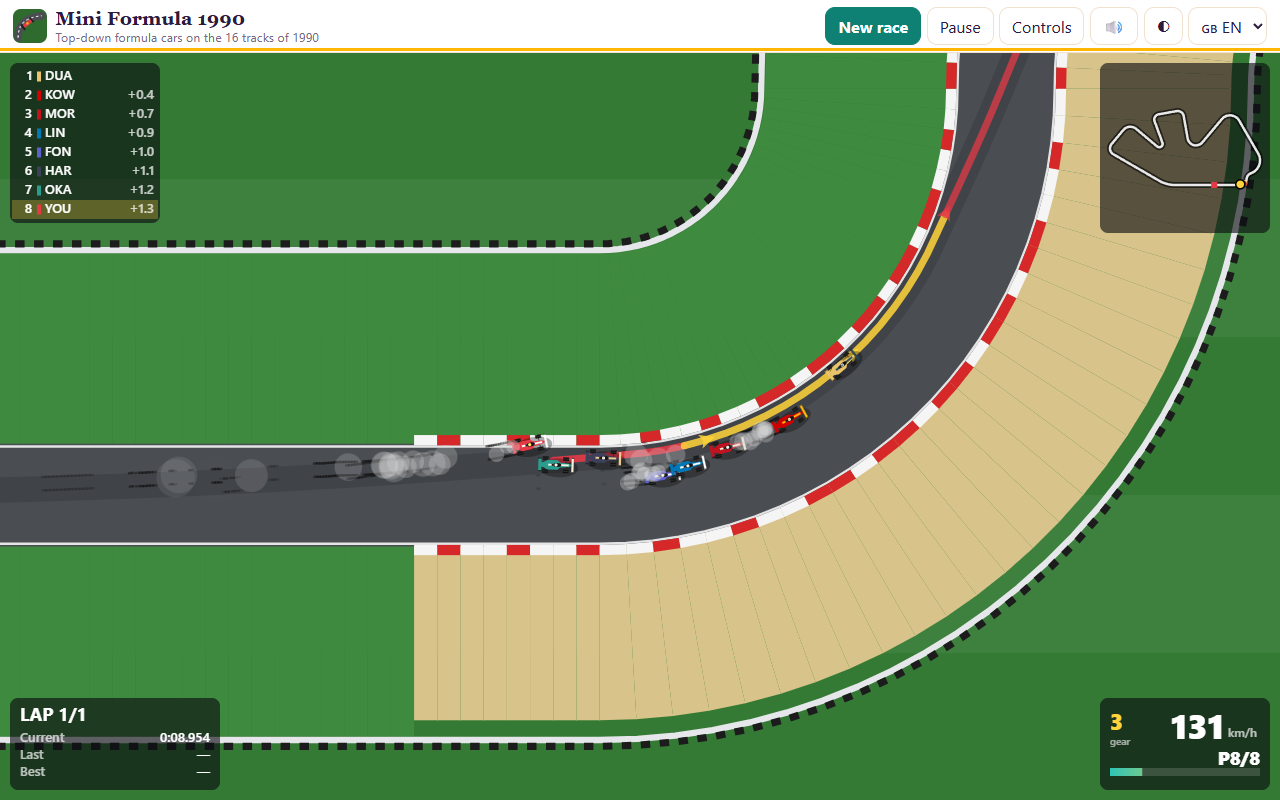 Mini Formula 1990
Top-down formula cars on the 16 tracks of 1990
New race
Pause
Controls
GB EN
1 DUA
2 KOW +0.4
3 MOR +0.7
4 LIN +0.9
5 FON +1.0
6 HAR +1.1
7 OKA +1.2
8 YOU +1.3
LAP 1/1
Current 0:08.954
Last —
Best —
3 131 km/h
gear
P8/8